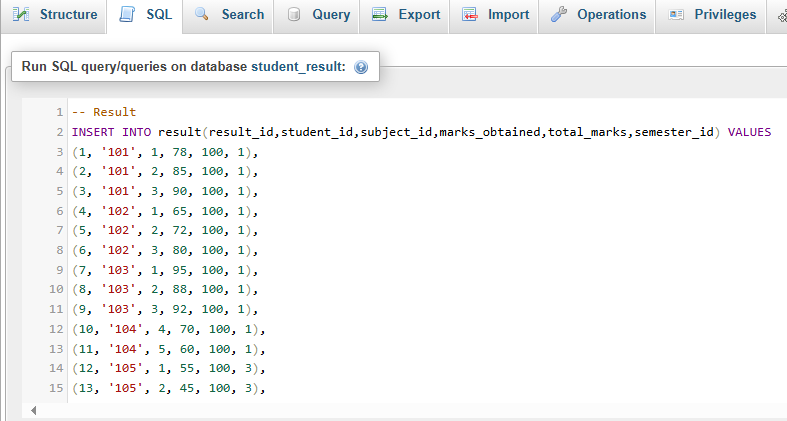 Structure SQL Search Query Export Import Operations Privileges
Run SQL query/queries on database student_result:
1 -- Result
2 INSERT INTO result(result_id,student_id,subject_id,marks_obtained,total_marks,semester_id) VALUES
3 (1, '101', 1, 78, 100, 1),
4 (2, '101', 2, 85, 100, 1),
5 (3, '101', 3, 90, 100, 1),
6 (4, '102', 1, 65, 100, 1),
7 (5, '102', 2, 72, 100, 1),
8 (6, '102', 3, 80, 100, 1),
9 (7, '103', 1, 95, 100, 1),
10 (8, '103', 2, 88, 100, 1),
11 (9, '103', 3, 92, 100, 1),
12 (10, '104', 4, 70, 100, 1),
13 (11, '104', 5, 60, 100, 1),
14 (12, '105', 1, 55, 100, 3),
15 (13, '105', 2, 45, 100, 3),